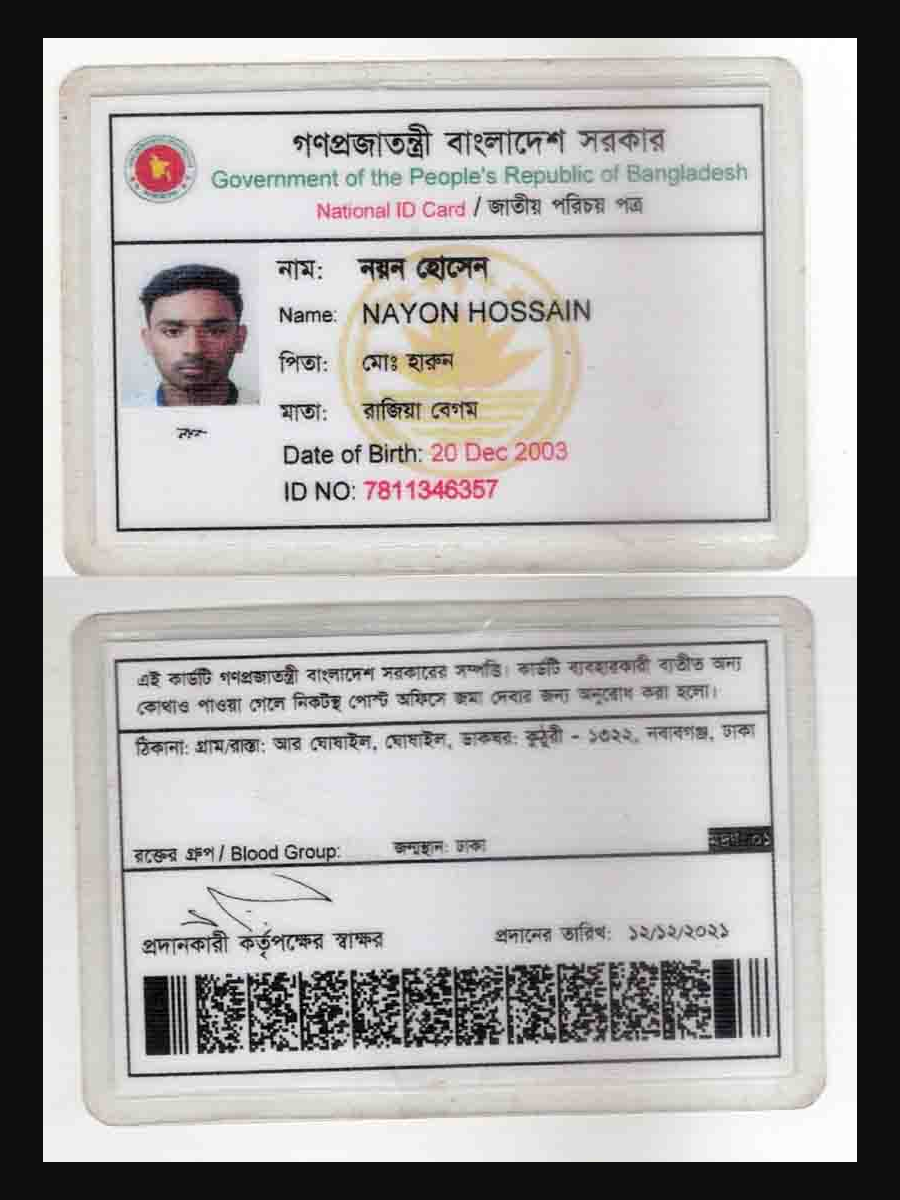 গণপ্রজাতন্ত্রী বাংলাদেশ সরকার
Government of the People's Republic of Bangladesh
National ID Card / জাতীয় পরিচয় পত্র
নাম: নয়ন হোসেন
Name: NAYON HOSSAIN
পিতা: মোঃ হারুন
মাতা: রাজিয়া বেগম
Date of Birth: 20 Dec 2003
ID NO: 7811346357
এই কার্ডটি গণপ্রজাতন্ত্রী বাংলাদেশ সরকারের সম্পত্তি। কার্ডটি ব্যবহারকারী ব্যতীত অন্য
কোথাও পাওয়া গেলে নিকটস্থ পোস্ট অফিসে জমা দেবার জন্য অনুরোধ করা হলো।
ঠিকানা: গ্রাম/রাস্তা: আর ঘোষাইল, ঘোষাইল, ডাকঘর: কুঠুরী - ১৩২২, নবাবগঞ্জ, ঢাকা
রক্তের গ্রুপ / Blood Group: জন্মস্থান: ঢাকা
প্রদানকারী কর্তৃপক্ষের স্বাক্ষর প্রদানের তারিখ: ১২/১২/২০২১